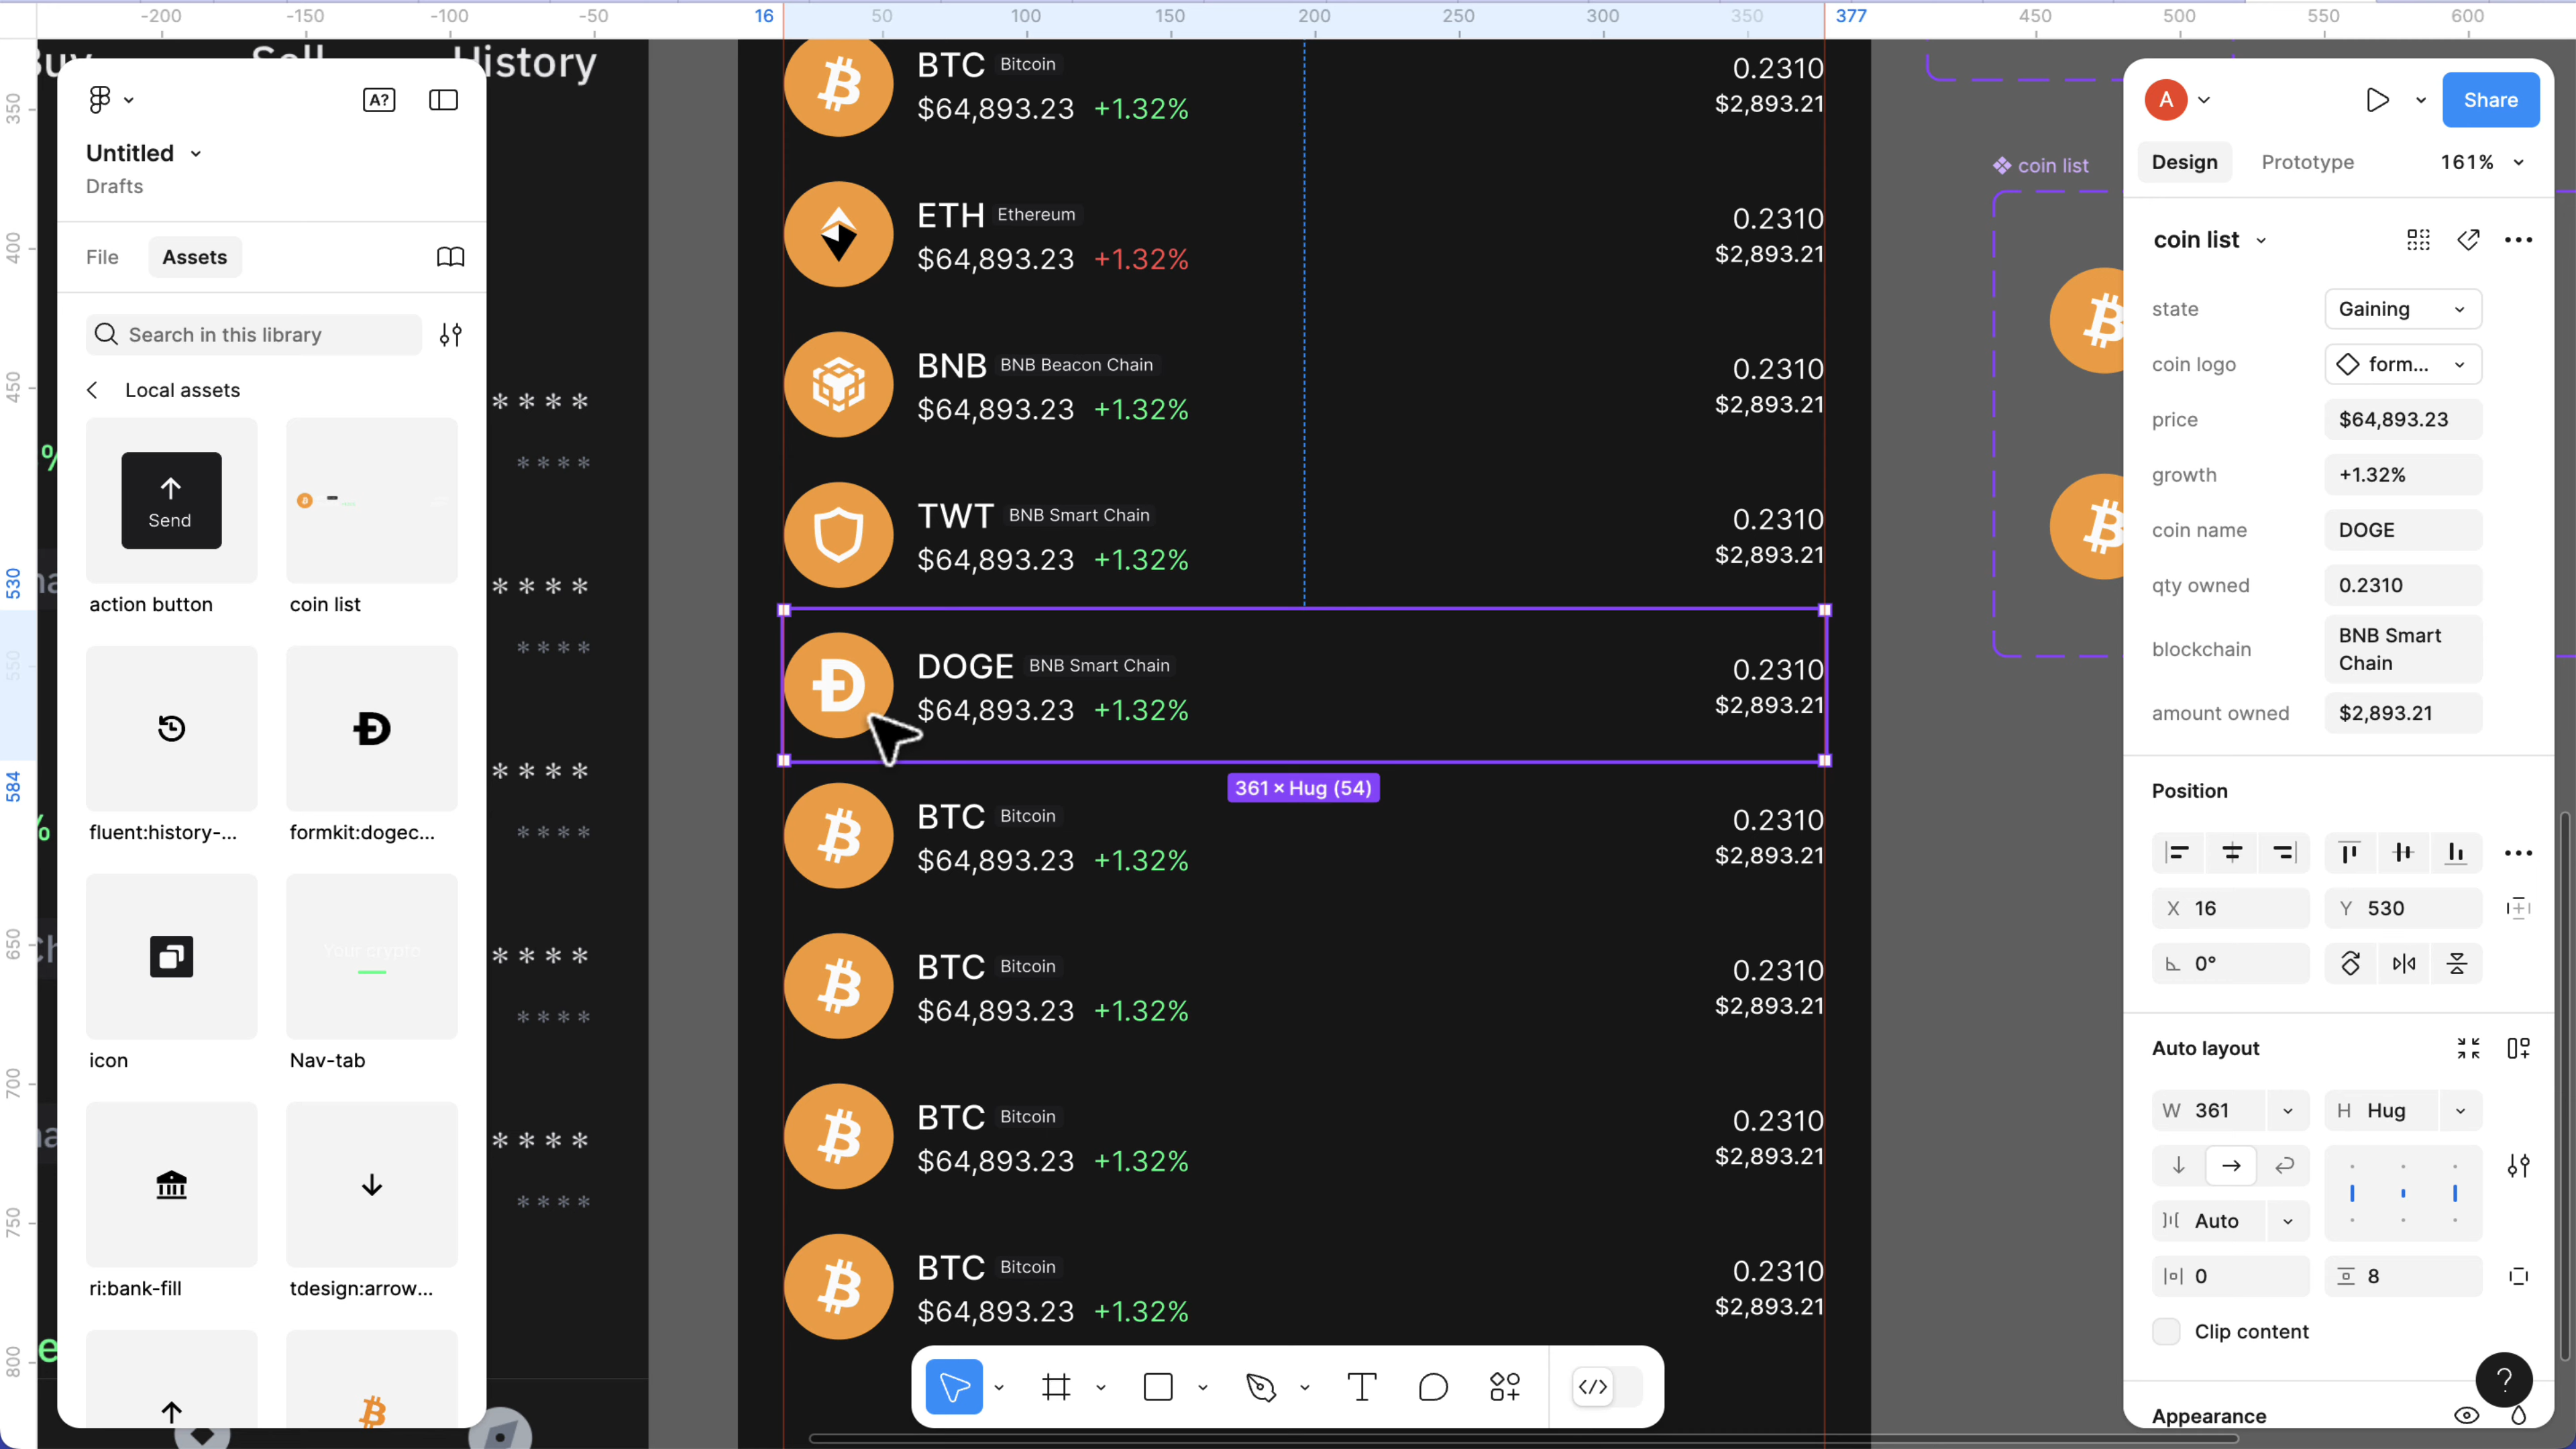 -200 -150 -100 -50 16 50 100 150 200 250 300 350 377 450 500 550 600
Buy Sell History
A?
Untitled
Drafts
File Assets
Search in this library
Local assets
Send
action button
coin list
fluent:history-...
formkit:dogec...
icon
Your crypto
Nav-tab
ri:bank-fill
tdesign:arrow...
350
400
450
530
550
584
650
700
750
800
****
****
****
****
****
****
****
****
****
****
BTC Bitcoin 0.2310
$64,893.23 +1.32% $2,893.21
ETH Ethereum 0.2310
$64,893.23 +1.32% $2,893.21
BNB BNB Beacon Chain 0.2310
$64,893.23 +1.32% $2,893.21
TWT BNB Smart Chain 0.2310
$64,893.23 +1.32% $2,893.21
DOGE BNB Smart Chain 0.2310
$64,893.23 +1.32% $2,893.21
361 × Hug (54)
BTC Bitcoin 0.2310
$64,893.23 +1.32% $2,893.21
BTC Bitcoin 0.2310
$64,893.23 +1.32% $2,893.21
BTC Bitcoin 0.2310
$64,893.23 +1.32% $2,893.21
BTC Bitcoin 0.2310
$64,893.23 +1.32% $2,893.21
coin list
A Share
Design Prototype 161%
coin list
state Gaining
coin logo form...
price $64,893.23
growth +1.32%
coin name DOGE
qty owned 0.2310
blockchain BNB Smart
Chain
amount owned $2,893.21
Position
X 16 Y 530
0°
Auto layout
W 361 H Hug
Auto
0 8
Clip content
?
Appearance